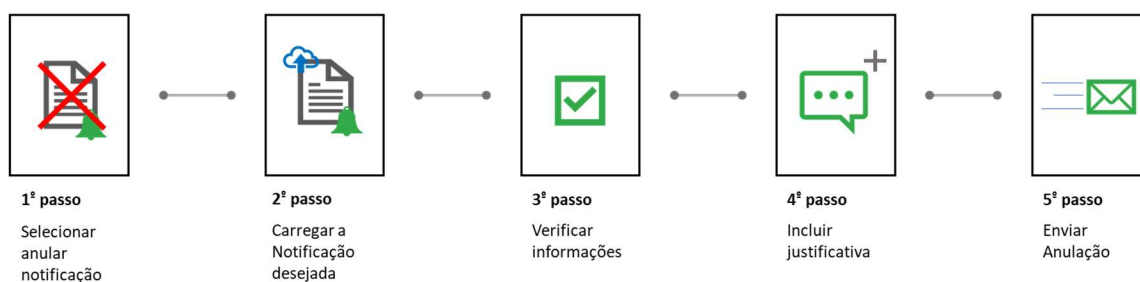 1º passo
Selecionar
anular
notificação
2º passo
Carregar a
Notificação
desejada
3º passo
Verificar
informações
4º passo
Incluir
justificativa
5º passo
Enviar
Anulação